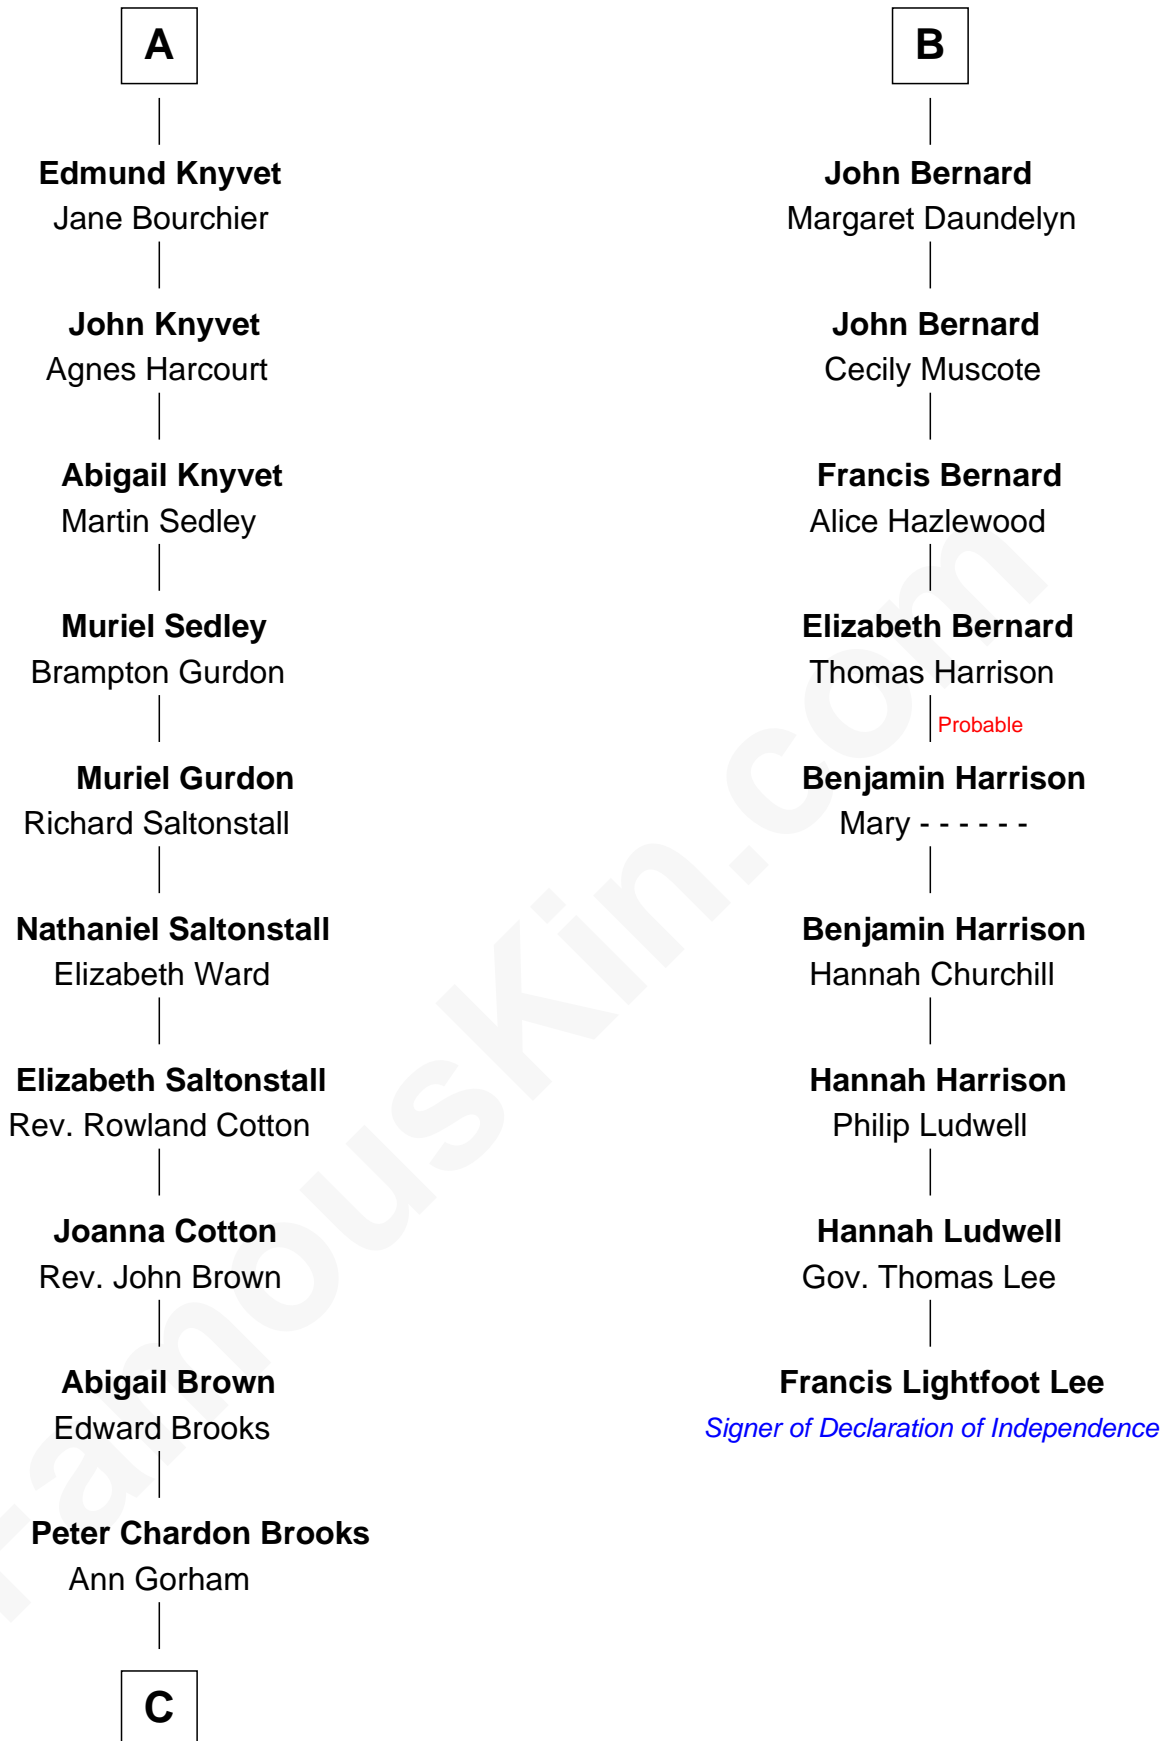 A
Edmund Knyvet
Jane Bourchier
John Knyvet
Agnes Harcourt
Abigail Knyvet
Martin Sedley
Muriel Sedley
Brampton Gurdon
Muriel Gurdon
Richard Saltonstall
Nathaniel Saltonstall
Elizabeth Ward
Elizabeth Saltonstall
Rev. Rowland Cotton
Joanna Cotton
Rev. John Brown
Abigail Brown
Edward Brooks
Peter Chardon Brooks
Ann Gorham
C
B
John Bernard
Margaret Daundelyn
John Bernard
Cecily Muscote
Francis Bernard
Alice Hazlewood
Elizabeth Bernard
Thomas Harrison
Probable
Benjamin Harrison
Mary - - - - - -
Benjamin Harrison
Hannah Churchill
Hannah Harrison
Philip Ludwell
Hannah Ludwell
Gov. Thomas Lee
Francis Lightfoot Lee
Signer of Declaration of Independence
FamousKin.com